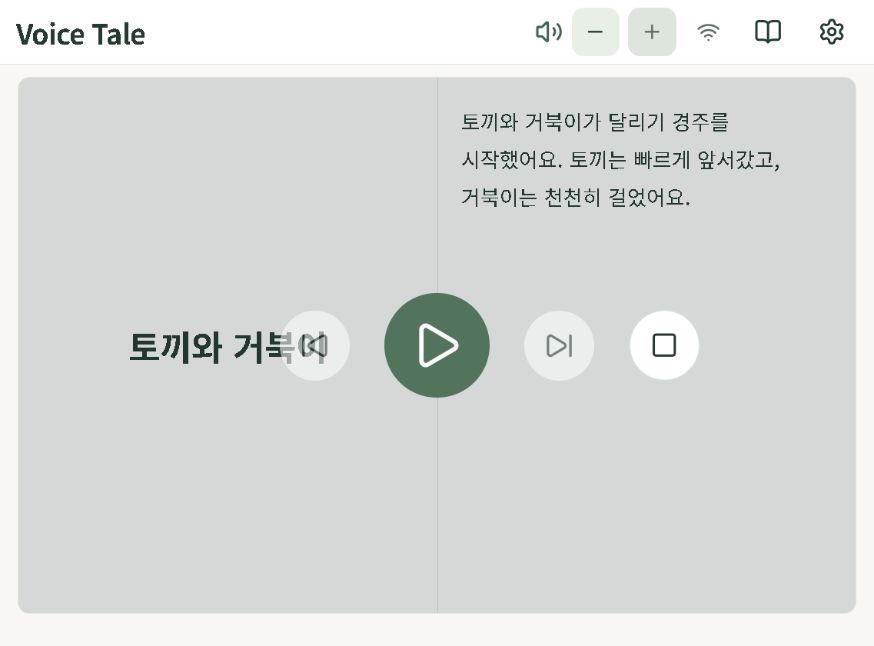 Voice Tale
토끼와 거북이가 달리기 경주를
시작했어요. 토끼는 빠르게 앞서갔고,
거북이는 천천히 걸었어요.
토끼와 거북이